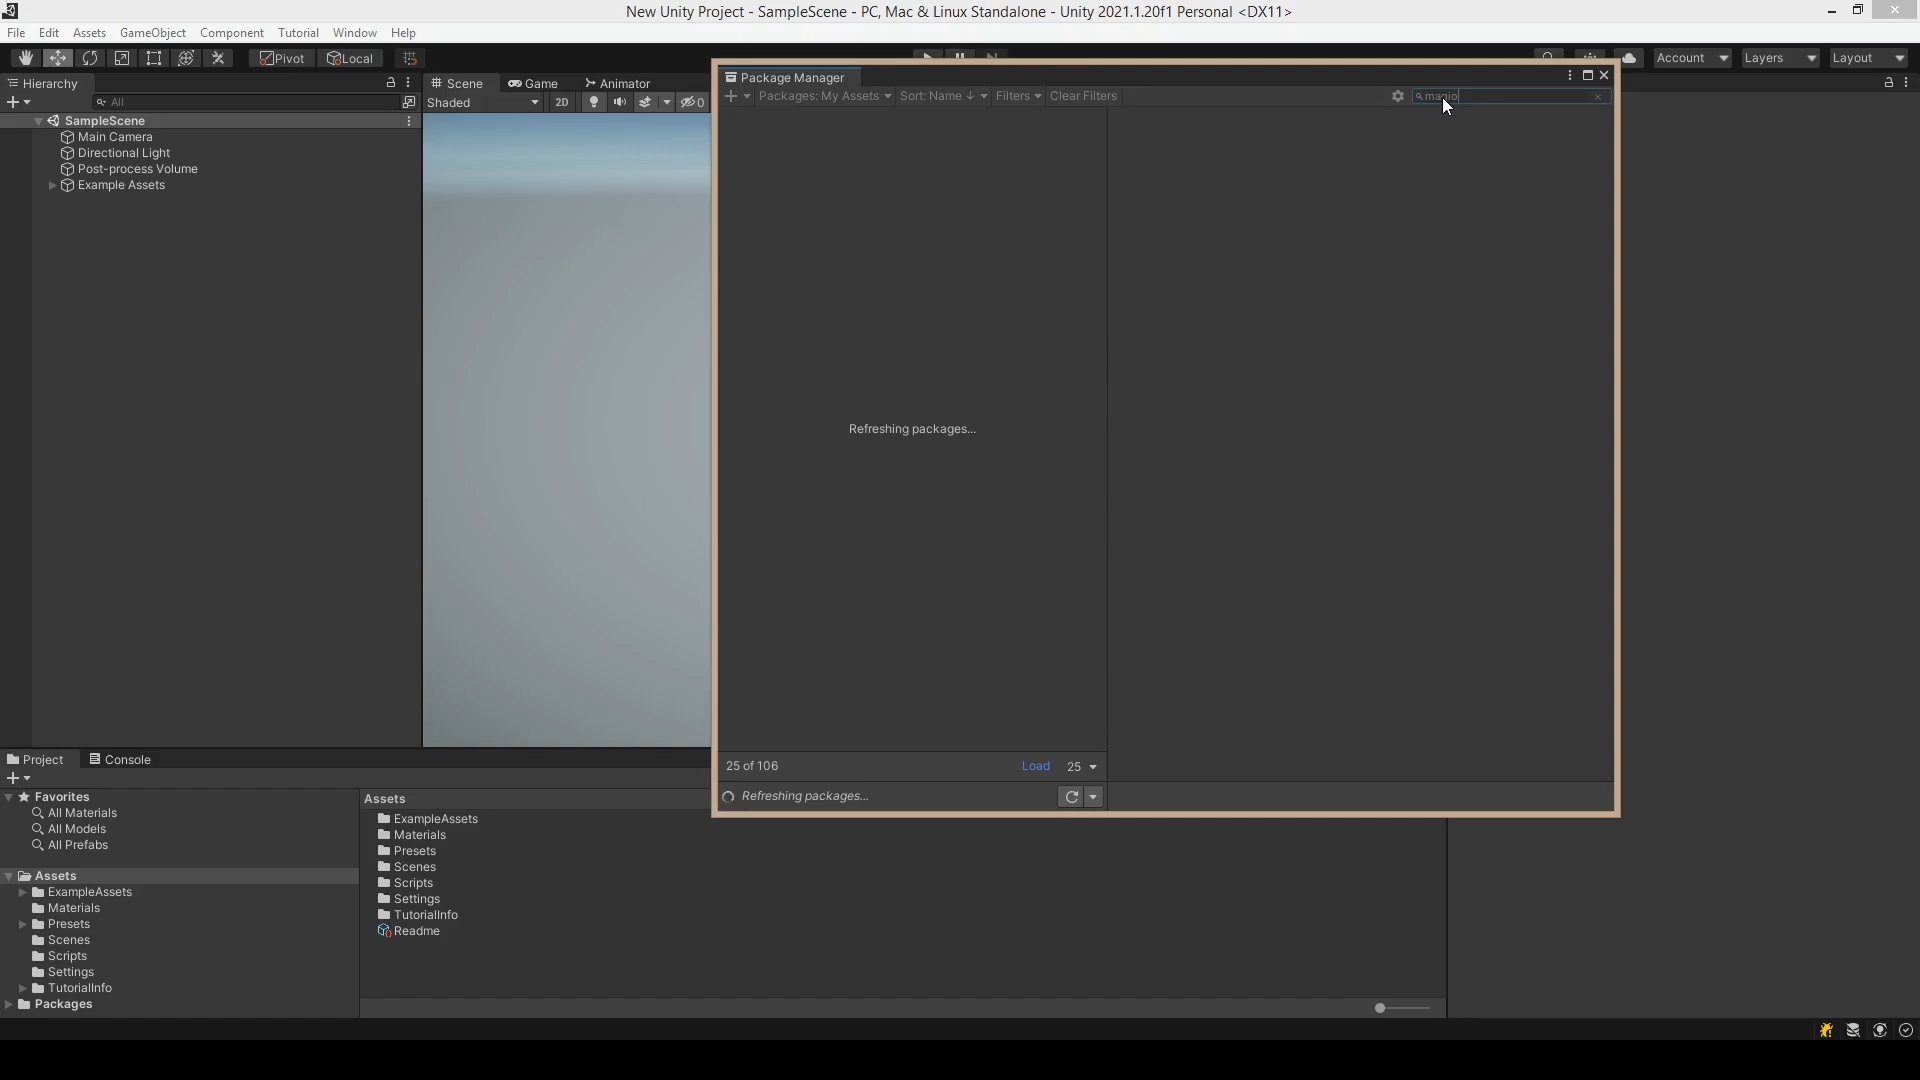 New Unity Project - SampleScene - PC, Mac & Linux Standalone - Unity 2021.1.20f1 Personal <DX11>
File Edit Assets GameObject Component Tutorial Window Help
Pivot Local Account Layers Layout
Hierarchy Scene Game Animator
All Shaded 2D 0
SampleScene
Main Camera
Directional Light
Post-process Volume
Example Assets
Package Manager
Packages: My Assets Sort: Name ↓ Filters Clear Filters
Refreshing packages...
25 of 106 Load 25
Refreshing packages...
Project Console
Favorites
All Materials
All Models
All Prefabs
Assets
ExampleAssets
Materials
Presets
Scenes
Scripts
Settings
TutorialInfo
Packages
Assets
ExampleAssets
Materials
Presets
Scenes
Scripts
Settings
TutorialInfo
Readme